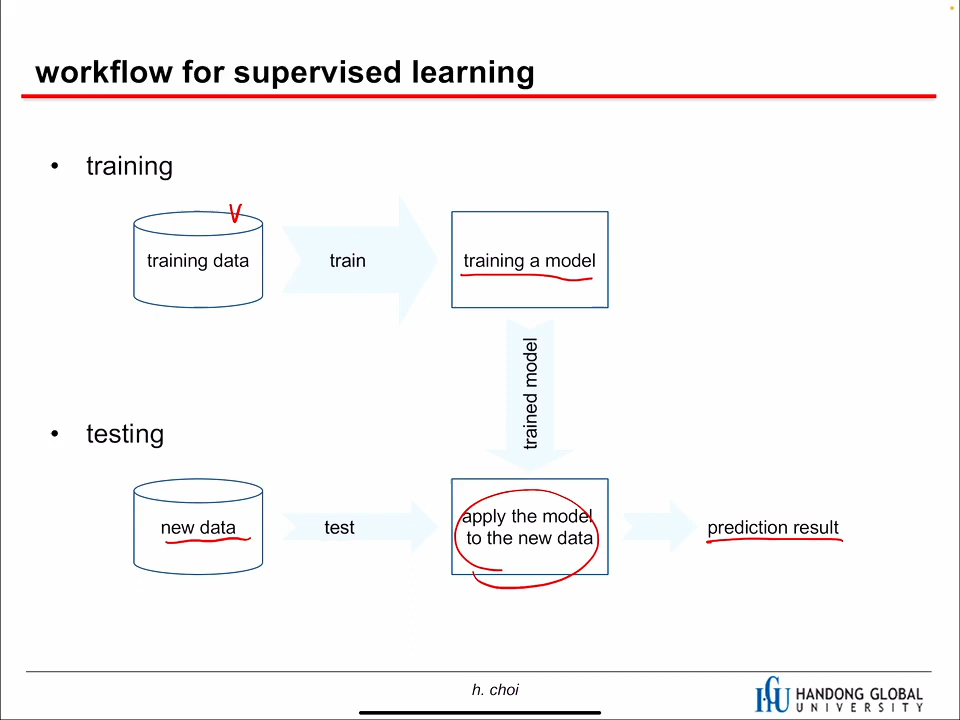 workflow for supervised learning
• training
training data
train
training a model
trained model
• testing
new data
test
apply the model
to the new data
prediction result
h. choi
HANDONG GLOBAL
UNIVERSITY